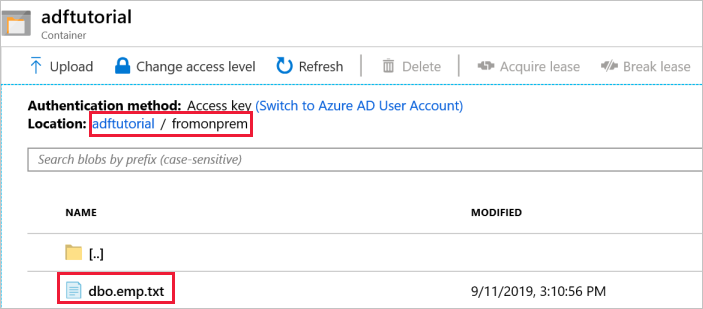 adftutorial
Container
Upload Change access level Refresh Delete Acquire lease Break lease
Authentication method: Access key (Switch to Azure AD User Account)
Location: adftutorial / fromonprem
Search blobs by prefix (case-sensitive)
NAME MODIFIED
[..]
dbo.emp.txt 9/11/2019, 3:10:56 PM